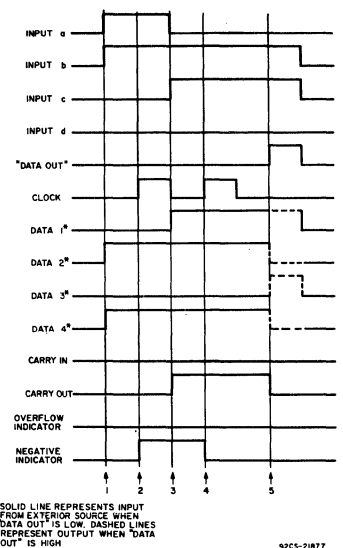 INPUT a
INPUT b
INPUT c
INPUT d
"DATA OUT"
CLOCK
DATA 1*
DATA 2*
DATA 3*
DATA 4*
CARRY IN
CARRY OUT
OVERFLOW
INDICATOR
NEGATIVE
INDICATOR
1 2 3 4 5
SOLID LINE REPRESENTS INPUT
FROM EXTERIOR SOURCE WHEN
"DATA OUT" IS LOW. DASHED LINES
REPRESENT OUTPUT WHEN "DATA
OUT" IS HIGH
92CS-21877